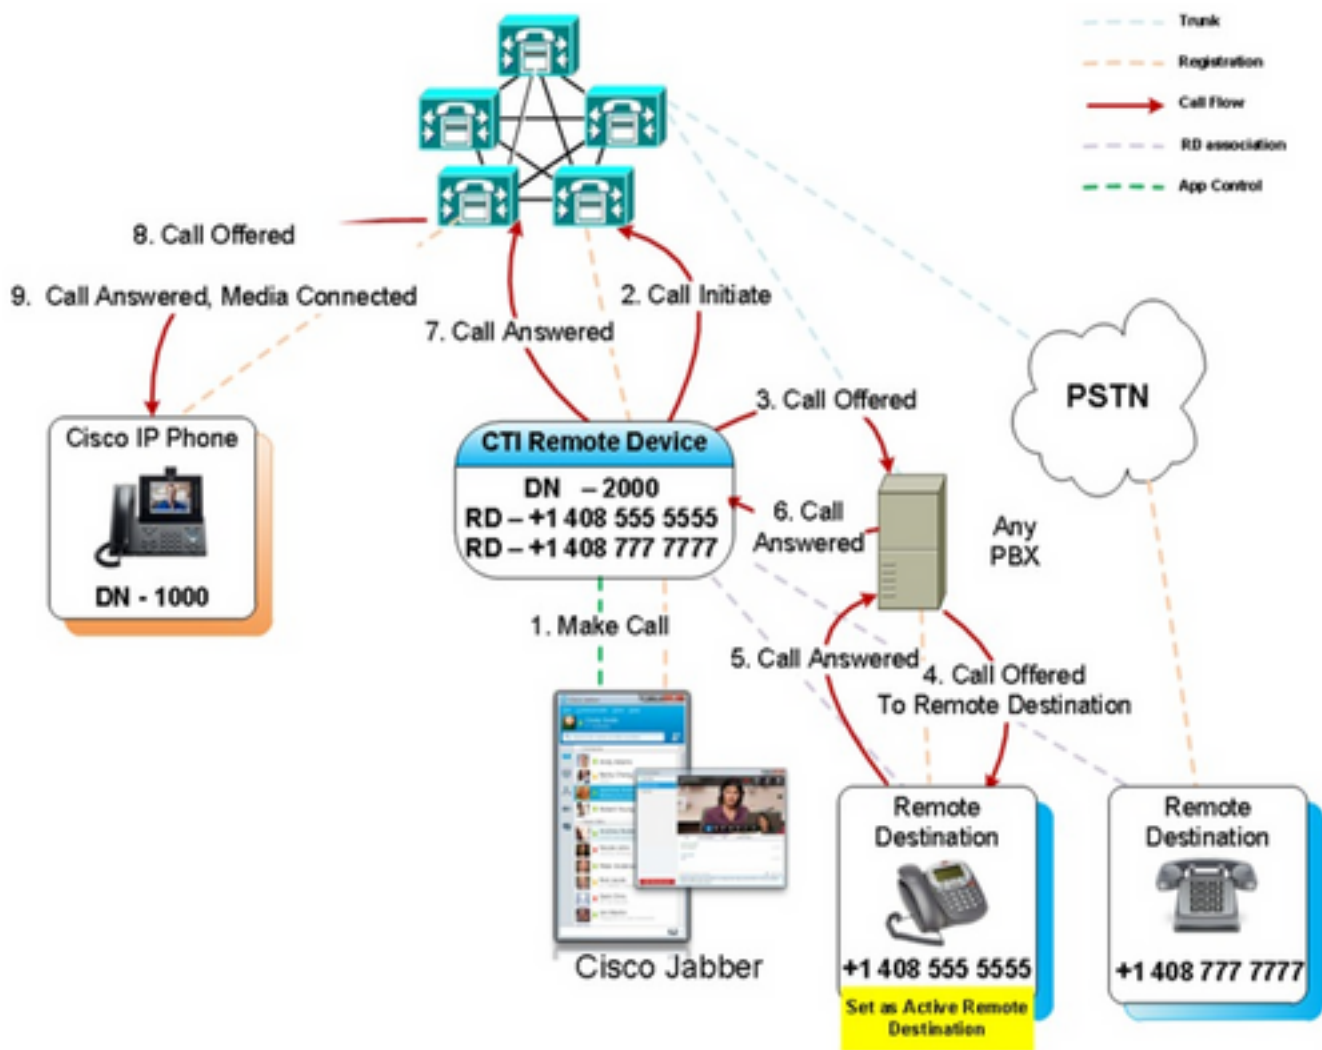 Trunk
Registration
Call Flow
RD association
App Control
8. Call Offered
9. Call Answered, Media Connected
2. Call Initiate
7. Call Answered
3. Call Offered
PSTN
Cisco IP Phone
DN - 1000
CTI Remote Device
DN – 2000
RD – +1 408 555 5555
RD – +1 408 777 7777
6. Call
Answered
Any
PBX
1. Make Call
5. Call Answered
4. Call Offered
To Remote Destination
Cisco Jabber
Remote
Destination
+1 408 555 5555
Set as Active Remote
Destination
Remote
Destination
+1 408 777 7777